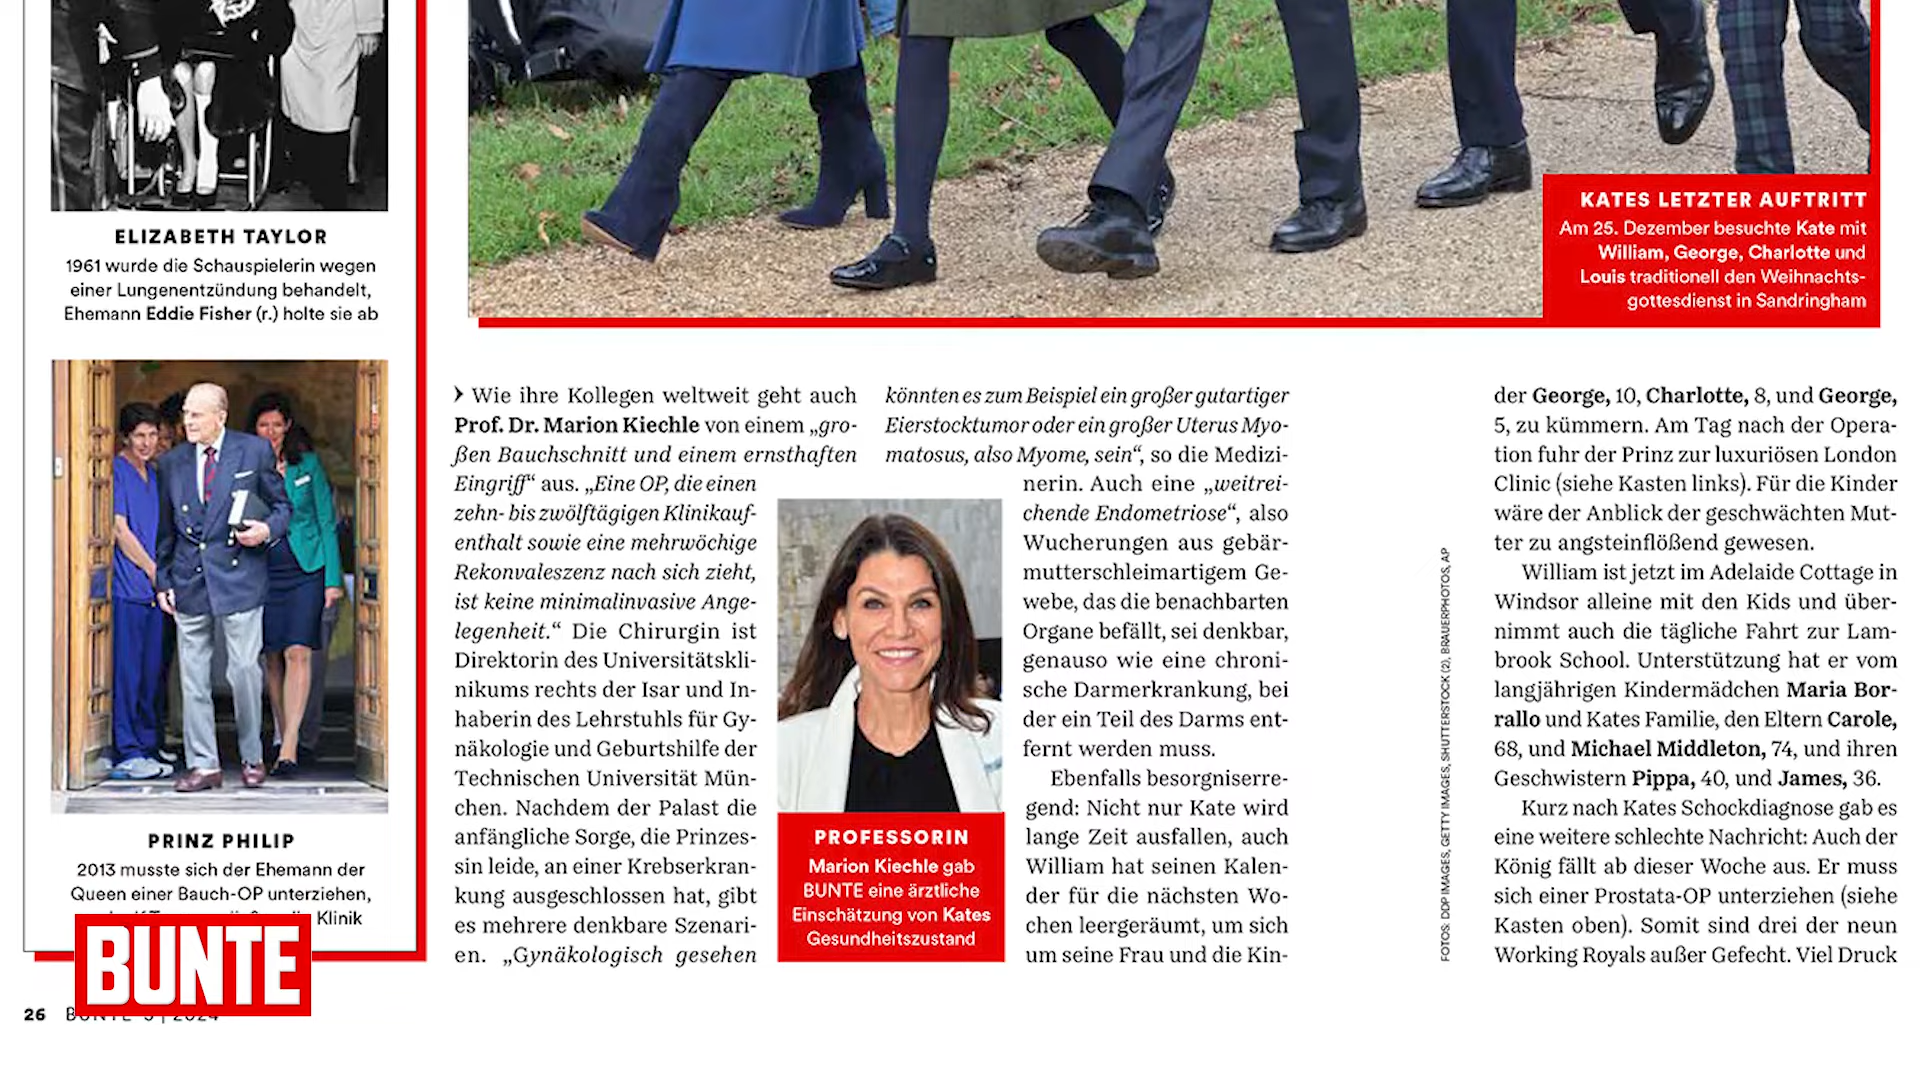 ELIZABETH TAYLOR
1961 wurde die Schauspielerin wegen
einer Lungenentzündung behandelt,
Ehemann Eddie Fisher (r.) holte sie ab
PRINZ PHILIP
2013 musste sich der Ehemann der
Queen einer Bauch-OP unterziehen,
Klinik
BUNTE
26
KATES LETZTER AUFTRITT
Am 25. Dezember besuchte Kate mit
William, George, Charlotte und
Louis traditionell den Weihnachts-
gottesdienst in Sandringham
Wie ihre Kollegen weltweit geht auch
Prof. Dr. Marion Kiechle von einem „gro-
ßen Bauchschnitt und einem ernsthaften
Eingriff“ aus. „Eine OP, die einen
zehn- bis zwölftägigen Klinikauf-
enthalt sowie eine mehrwöchige
Rekonvaleszenz nach sich zieht,
ist keine minimalinvasive Ange-
legenheit.“ Die Chirurgin ist
Direktorin des Universitätskli-
nikums rechts der Isar und In-
haberin des Lehrstuhls für Gy-
näkologie und Geburtshilfe der
Technischen Universität Mün-
chen. Nachdem der Palast die
anfängliche Sorge, die Prinzes-
sin leide, an einer Krebserkran-
kung ausgeschlossen hat, gibt
es mehrere denkbare Szenari-
en. „Gynäkologisch gesehen
könnten es zum Beispiel ein großer gutartiger
Eierstocktumor oder ein großer Uterus Myo-
matosus, also Myome, sein“, so die Medizi-
nerin. Auch eine „weitrei-
chende Endometriose“, also
Wucherungen aus gebär-
mutterschleimartigem Ge-
webe, das die benachbarten
Organe befällt, sei denkbar,
genauso wie eine chroni-
sche Darmerkrankung, bei
der ein Teil des Darms ent-
fernt werden muss.
Ebenfalls besorgniserre-
gend: Nicht nur Kate wird
lange Zeit ausfallen, auch
William hat seinen Kalen-
der für die nächsten Wo-
chen leergeräumt, um sich
um seine Frau und die Kin-
PROFESSORIN
Marion Kiechle gab
BUNTE eine ärztliche
Einschätzung von Kates
Gesundheitszustand
FOTOS: DDP IMAGES, GETTY IMAGES, SHUTTERSTOCK (2), BRAUERPHOTOS, AP
der George, 10, Charlotte, 8, und George,
5, zu kümmern. Am Tag nach der Opera-
tion fuhr der Prinz zur luxuriösen London
Clinic (siehe Kasten links). Für die Kinder
wäre der Anblick der geschwächten Mut-
ter zu angsteinflößend gewesen.
William ist jetzt im Adelaide Cottage in
Windsor alleine mit den Kids und über-
nimmt auch die tägliche Fahrt zur Lam-
brook School. Unterstützung hat er vom
langjährigen Kindermädchen Maria Bor-
rallo und Kates Familie, den Eltern Carole,
68, und Michael Middleton, 74, und ihren
Geschwistern Pippa, 40, und James, 36.
Kurz nach Kates Schockdiagnose gab es
eine weitere schlechte Nachricht: Auch der
König fällt ab dieser Woche aus. Er muss
sich einer Prostata-OP unterziehen (siehe
Kasten oben). Somit sind drei der neun
Working Royals außer Gefecht. Viel Druck